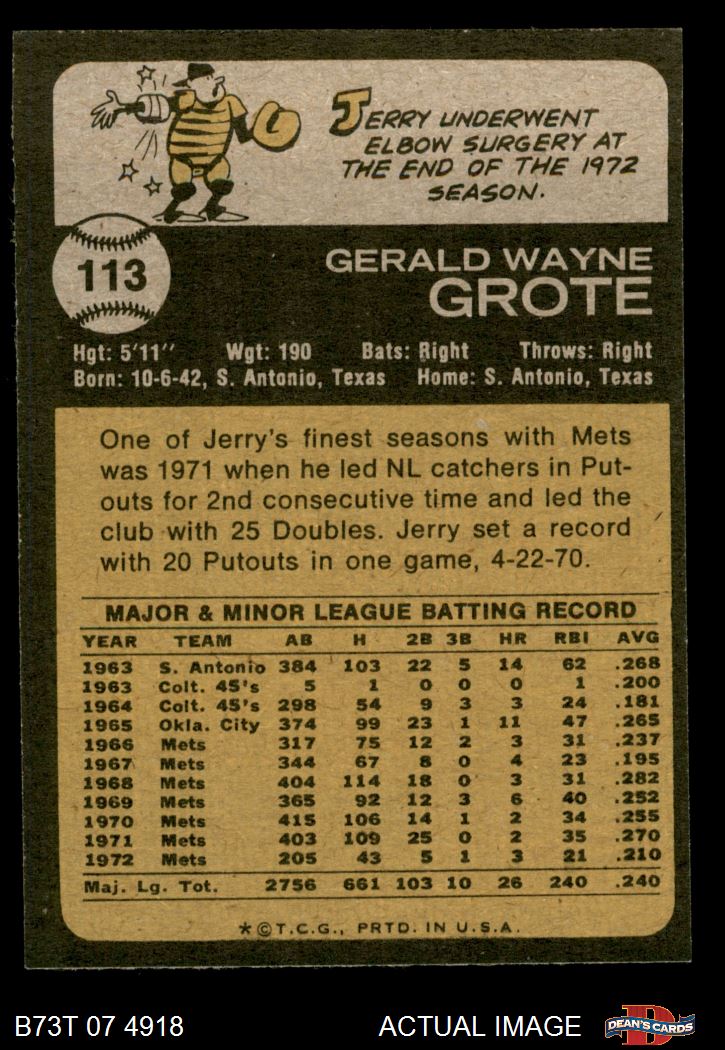 JERRY UNDERWENT
ELBOW SURGERY AT
THE END OF THE 1972
SEASON.
113
GERALD WAYNE
GROTE
Hgt: 5'11" Wgt: 190 Bats: Right Throws: Right
Born: 10-6-42, S. Antonio, Texas Home: S. Antonio, Texas
One of Jerry's finest seasons with Mets
was 1971 when he led NL catchers in Put-
outs for 2nd consecutive time and led the
club with 25 Doubles. Jerry set a record
with 20 Putouts in one game, 4-22-70.
MAJOR & MINOR LEAGUE BATTING RECORD
YEAR TEAM AB H 2B 3B HR RBI AVG
1963 S. Antonio 384 103 22 5 14 62 .268
1963 Colt. 45's 5 1 0 0 0 1 .200
1964 Colt. 45's 298 54 9 3 3 24 .181
1965 Okla. City 374 99 23 1 11 47 .265
1966 Mets 317 75 12 2 3 31 .237
1967 Mets 344 67 8 0 4 23 .195
1968 Mets 404 114 18 0 3 31 .282
1969 Mets 365 92 12 3 6 40 .252
1970 Mets 415 106 14 1 2 34 .255
1971 Mets 403 109 25 0 2 35 .270
1972 Mets 205 43 5 1 3 21 .210
Maj. Lg. Tot. 2756 661 103 10 26 240 .240
*©T.C.G., PRTD. IN U.S.A.
B73T 07 4918 ACTUAL IMAGE
DEAN'S CARDS